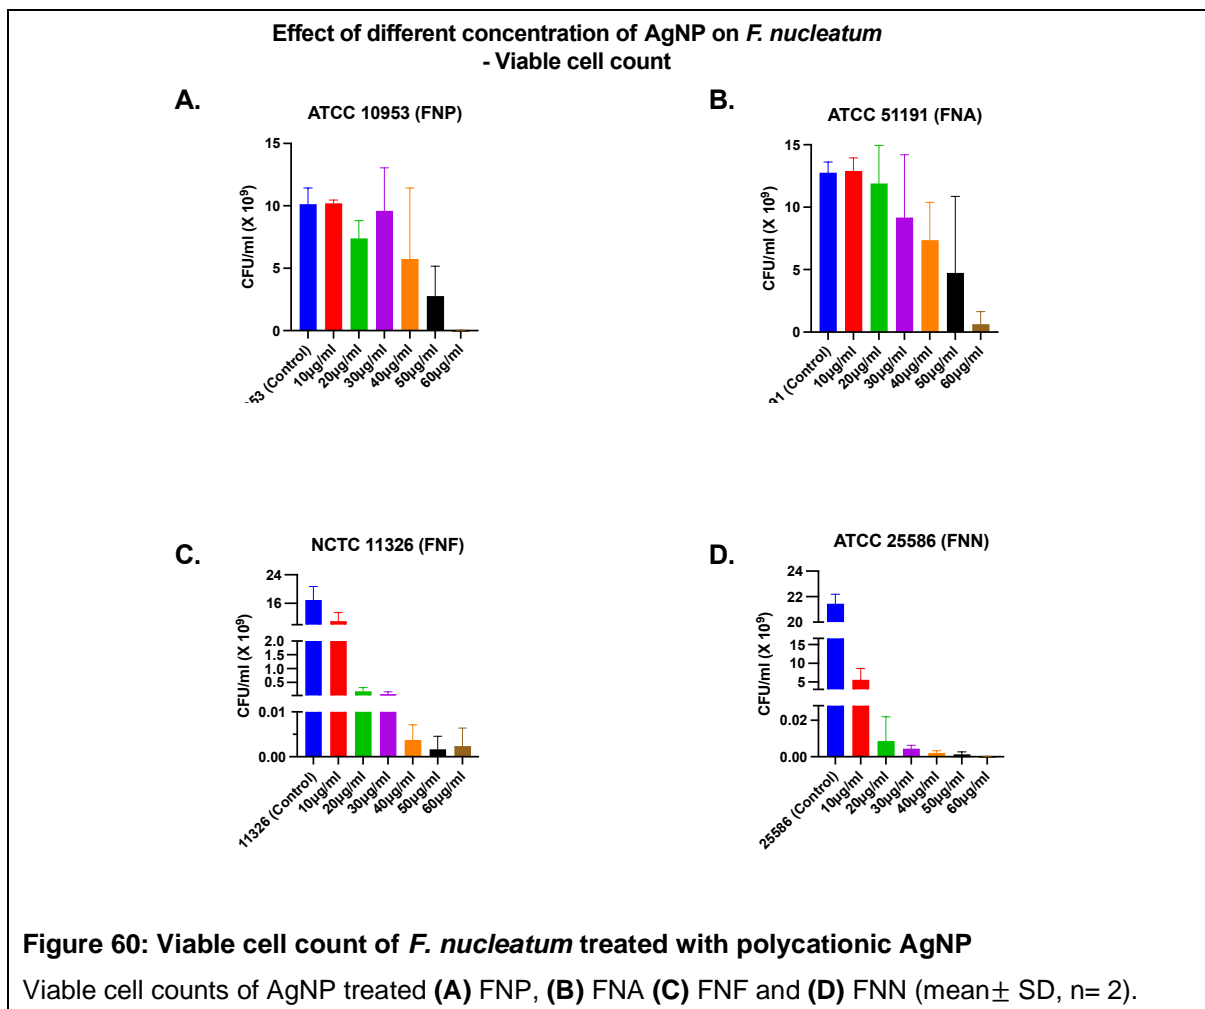 Effect of different concentration of AgNP on F. nucleatum
- Viable cell count
A.
ATCC 10953 (FNP)
CFU/ml (X 10⁹)
15
10
5
0
953 (Control)
10µg/ml
20µg/ml
30µg/ml
40µg/ml
50µg/ml
60µg/ml
B.
ATCC 51191 (FNA)
CFU/ml (X 10⁹)
15
10
5
0
91 (Control)
10µg/ml
20µg/ml
30µg/ml
40µg/ml
50µg/ml
60µg/ml
C.
NCTC 11326 (FNF)
CFU/ml (X 10⁹)
24
16
2.0
1.5
1.0
0.5
0.01
0.00
11326 (Control)
10µg/ml
20µg/ml
30µg/ml
40µg/ml
50µg/ml
60µg/ml
D.
ATCC 25586 (FNN)
CFU/ml (X 10⁹)
24
22
20
15
10
5
0.02
0.00
25586 (Control)
10µg/ml
20µg/ml
30µg/ml
40µg/ml
50µg/ml
60µg/ml
Figure 60: Viable cell count of F. nucleatum treated with polycationic AgNP
Viable cell counts of AgNP treated (A) FNP, (B) FNA (C) FNF and (D) FNN (mean± SD, n= 2).